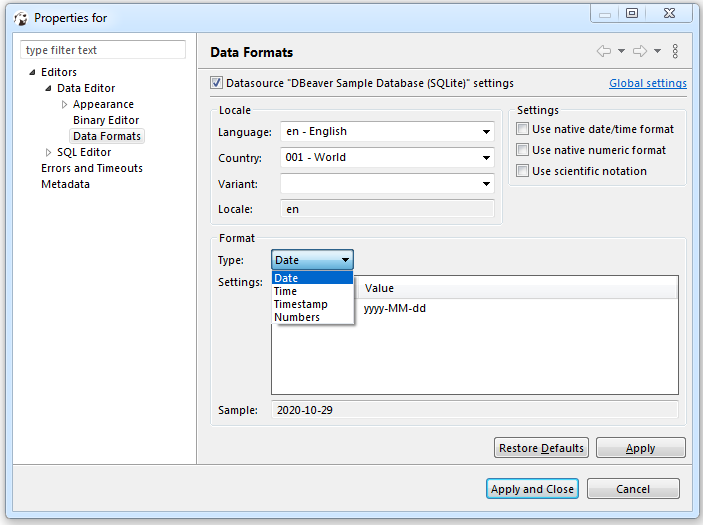 Properties for
type filter text
Editors
Data Editor
Appearance
Binary Editor
Data Formats
SQL Editor
Errors and Timeouts
Metadata
Data Formats
Datasource "DBeaver Sample Database (SQLite)" settings
Global settings
Locale
Language: en - English
Country: 001 - World
Variant:
Locale: en
Settings
Use native date/time format
Use native numeric format
Use scientific notation
Format
Type: Date
Settings:
Date
Time
Timestamp
Numbers
Value
yyyy-MM-dd
Sample: 2020-10-29
Restore Defaults
Apply
Apply and Close
Cancel